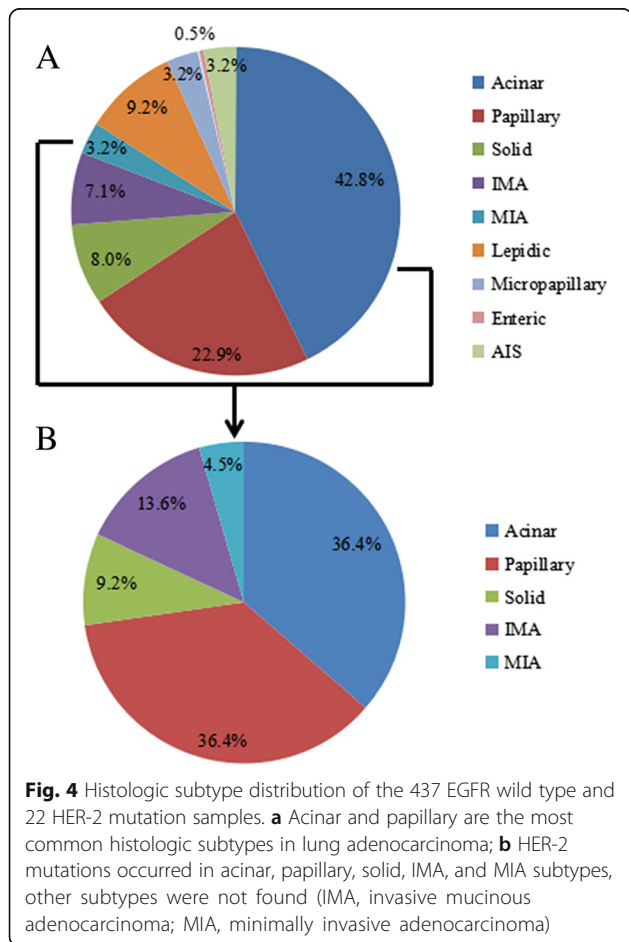 A
0.5%
3.2%
3.2%
9.2%
3.2%
7.1%
8.0%
22.9%
42.8%
Acinar
Papillary
Solid
IMA
MIA
Lepidic
Micropapillary
Enteric
AIS
B
4.5%
13.6%
9.2%
36.4%
36.4%
Acinar
Papillary
Solid
IMA
MIA
Fig. 4 Histologic subtype distribution of the 437 EGFR wild type and
22 HER-2 mutation samples. a Acinar and papillary are the most
common histologic subtypes in lung adenocarcinoma; b HER-2
mutations occurred in acinar, papillary, solid, IMA, and MIA subtypes,
other subtypes were not found (IMA, invasive mucinous
adenocarcinoma; MIA, minimally invasive adenocarcinoma)